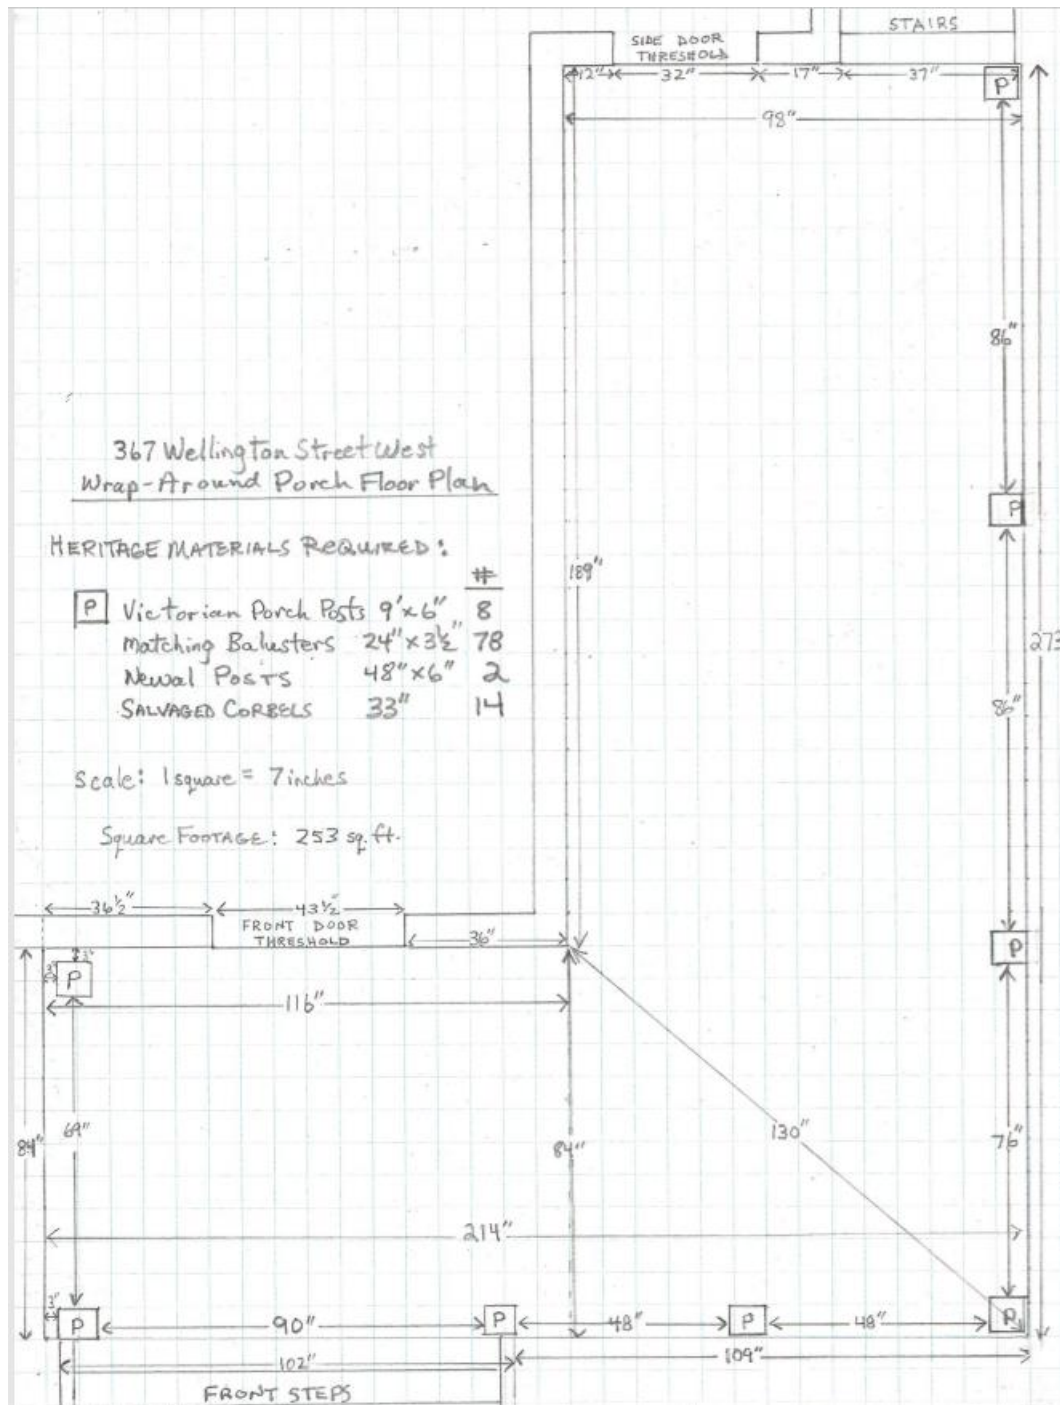 STAIRS
SIDE DOOR
THRESHOLD
12"
32"
17"
37"
P
98"
86"
367 Wellington Street West
Wrap-Around Porch Floor Plan
P
HERITAGE MATERIALS REQUIRED:
#
189"
P Victorian Porch Posts 9'x6" 8
Matching Balusters 24"x3½" 78
273
Newal Posts 48"x6" 2
SALVAGED CORBELS 33" 14
86"
Scale: 1 square = 7 inches
Square FOOTAGE: 253 sq. ft.
36½"
43½"
FRONT DOOR
THRESHOLD
36"
P
3"
3"
P
116"
69"
130"
76"
84"
84"
214"
3"
P
90"
P
48"
P
48"
P
102"
109"
FRONT STEPS